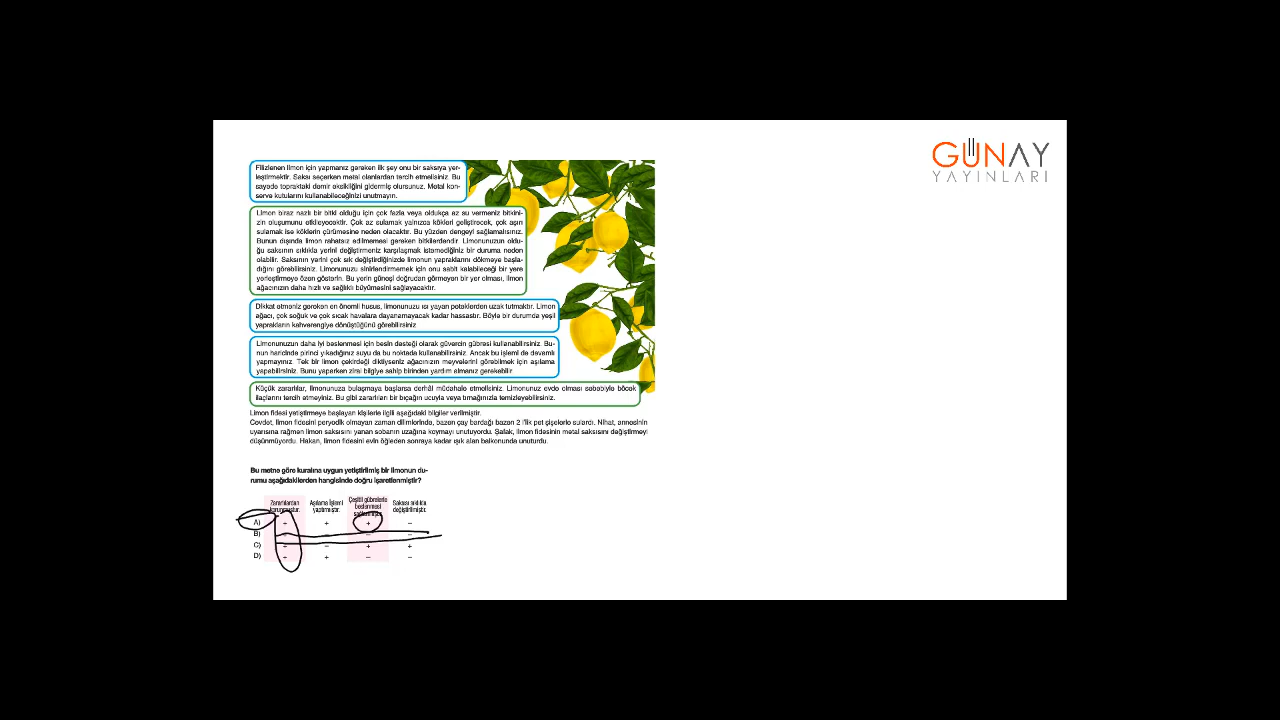 GÜNAY
YAYINLARI
Filizlenen limon için yapmanız gereken ilk şey onu bir saksıya yer-
leştirmektir. Saksı seçerken metal olanlardan tercih etmelisiniz. Bu
sayede topraktaki demir eksikliğini gidermiş olursunuz. Metal kon-
serve kutularını kullanabileceğinizi unutmayın.
Limon biraz nazlı bir bitki olduğu için çok fazla veya oldukça az su vermeniz bitkini-
zin oluşumunu etkileyecektir. Çok az sulamak yalnızca kökleri geliştirecek, çok aşırı
sulamak ise köklerin çürümesine neden olacaktır. Bu yüzden dengeyi sağlamalısınız.
Bunun dışında limon rahatsız edilmemesi gereken bitkilerdendir. Limonunuzun oldu-
ğu saksının sıklıkla yerini değiştirmeniz karşılaşmak istemediğiniz bir duruma neden
olabilir. Saksının yerini çok sık değiştirdiğinizde limonun yapraklarını dökmeye başla-
dığını görebilirsiniz. Limonunuzu sinirlendirmemek için onu sabit kalabileceği bir yere
yerleştirmeye özen gösterin. Bu yerin güneşi doğrudan görmeyen bir yer olması, limon
ağacınızın daha hızlı ve sağlıklı büyümesini sağlayacaktır.
Dikkat etmeniz gereken en önemli husus, limonunuzu ısı yayan peteklerden uzak tutmaktır. Limon
ağacı, çok soğuk ve çok sıcak havalara dayanamayacak kadar hassastır. Böyle bir durumda yeşil
yaprakların kahverengiye dönüştüğünü görebilirsiniz
Limonunuzun daha iyi beslenmesi için besin desteği olarak güvercin gübresi kullanabilirsiniz. Bu-
nun haricinde pirinci yıkadığınız suyu da bu noktada kullanabilirsiniz. Ancak bu işlemi de devamlı
yapmayınız. Tek bir limon çekirdeği diktiyseniz ağacınızın meyvelerini görebilmek için aşılama
yapabilirsiniz. Bunu yaparken zirai bilgiye sahip birinden yardım almanız gerekebilir.
Küçük zararlılar, limonunuza bulaşmaya başlarsa derhâl müdahale etmelisiniz. Limonunuz evde olması sebebiyle böcek
ilaçlarını tercih etmeyiniz. Bu gibi zararlıları bir bıçağın ucuyla veya tırnağınızla temizleyebilirsiniz.
Limon fidesi yetiştirmeye başlayan kişilerle ilgili aşağıdaki bilgiler verilmiştir.
Cevdet, limon fidesini peryodik olmayan zaman dilimlerinde, bazen çay bardağı bazen 2 l'lik pet şişelerle sulardı. Nihat, annesinin
uyarısına rağmen limon saksısını yanan sobanın uzağına koymayı unutuyordu. Şafak, limon fidesinin metal saksısını değiştirmeyi
düşünmüyordu. Hakan, limon fidesini evin öğleden sonraya kadar ışık alan balkonunda unuturdu.
Bu metne göre kuralına uygun yetiştirilmiş bir limonun du-
rumu aşağıdakilerden hangisinde doğru işaretlenmiştir?
Zararlılardan korunmuştur. Aşılama işlemi yaptırmıştır. Çeşitli gübrelerle beslenmesi sağlanmıştır. Saksısı sıklıkla değiştirilmiştir.
A) + + + –
B) – – – –
C) + – + +
D) + + – –